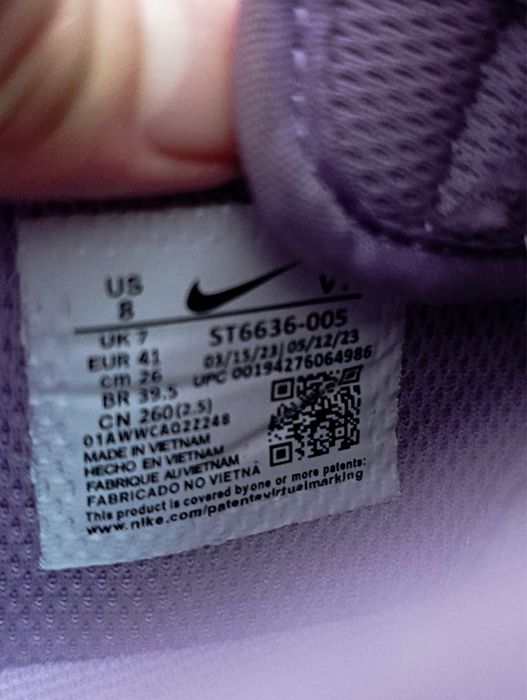 US
8
UK 7
EUR 41
cm 26
BR 39.5
CN 260(2.5)
ST6636-005
03/15/23| 05/12/23
UPC 00194276064986
01AWWCA0222248
MADE IN VIETNAM
HECHO EN VIETNAM
FABRIQUE AU VIETNAM
FABRICADO NO VIETNÃ
This product is covered by one or more patents:
www.nike.com/patentsvirtualmarking